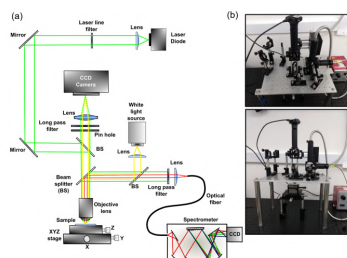 (a)
(b)
Mirror
Laser line
filter
Lens
Laser
Diode
CCD
Camera
White
light
source
Lens
Long pass
filter
Pin hole
BS
Lens
Mirror
BS
Lens
Beam
splitter
(BS)
Long pass
filter
Optical
fiber
Objective
lens
Sample
Z
XYZ
stage
X
Y
Spectrometer
CCD